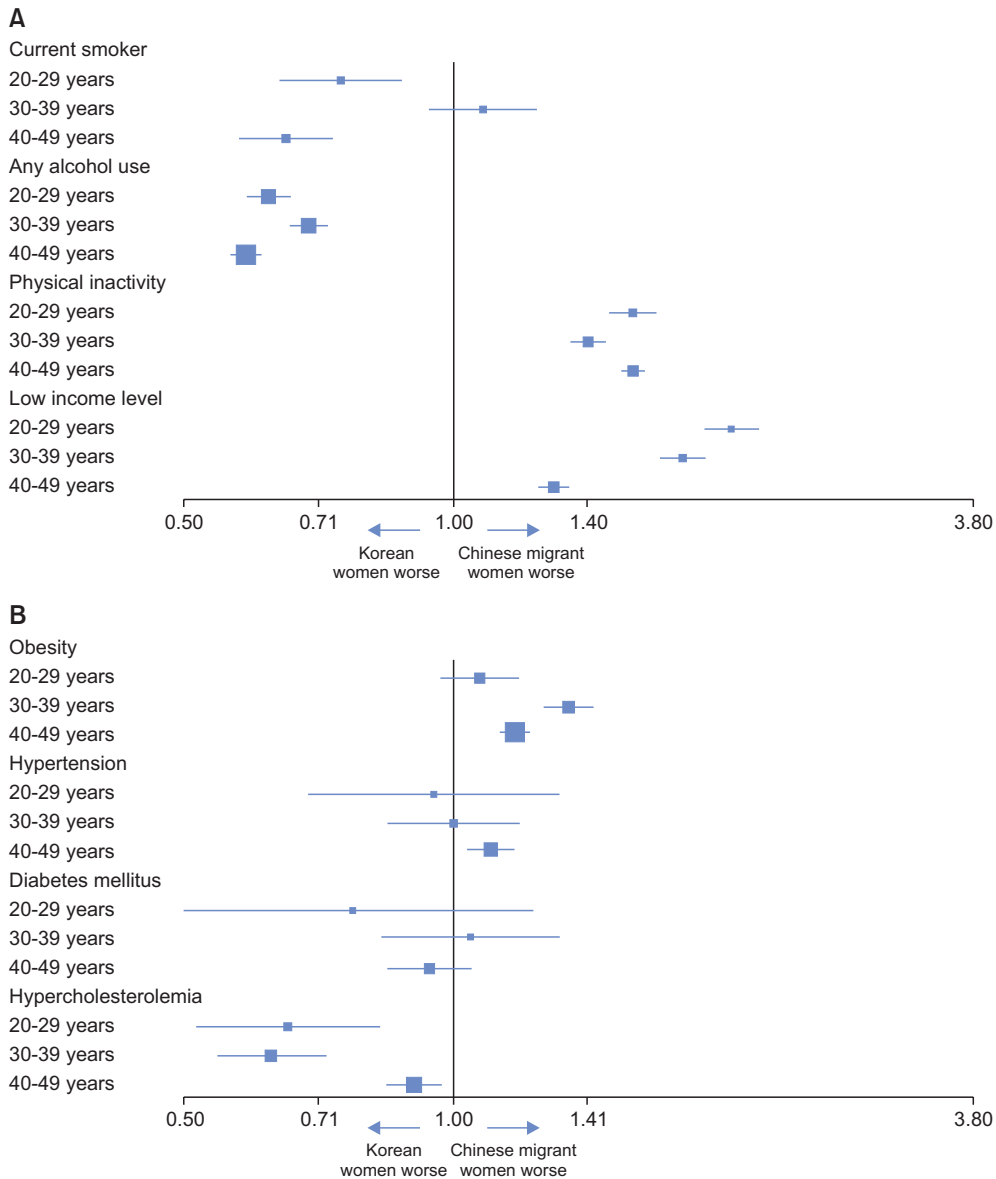 A
Current smoker
20-29 years
30-39 years
40-49 years
Any alcohol use
20-29 years
30-39 years
40-49 years
Physical inactivity
20-29 years
30-39 years
40-49 years
Low income level
20-29 years
30-39 years
40-49 years
0.50 0.71 1.00 1.40 3.80
Korean Chinese migrant
women worse women worse
B
Obesity
20-29 years
30-39 years
40-49 years
Hypertension
20-29 years
30-39 years
40-49 years
Diabetes mellitus
20-29 years
30-39 years
40-49 years
Hypercholesterolemia
20-29 years
30-39 years
40-49 years
0.50 0.71 1.00 1.41 3.80
Korean Chinese migrant
women worse women worse